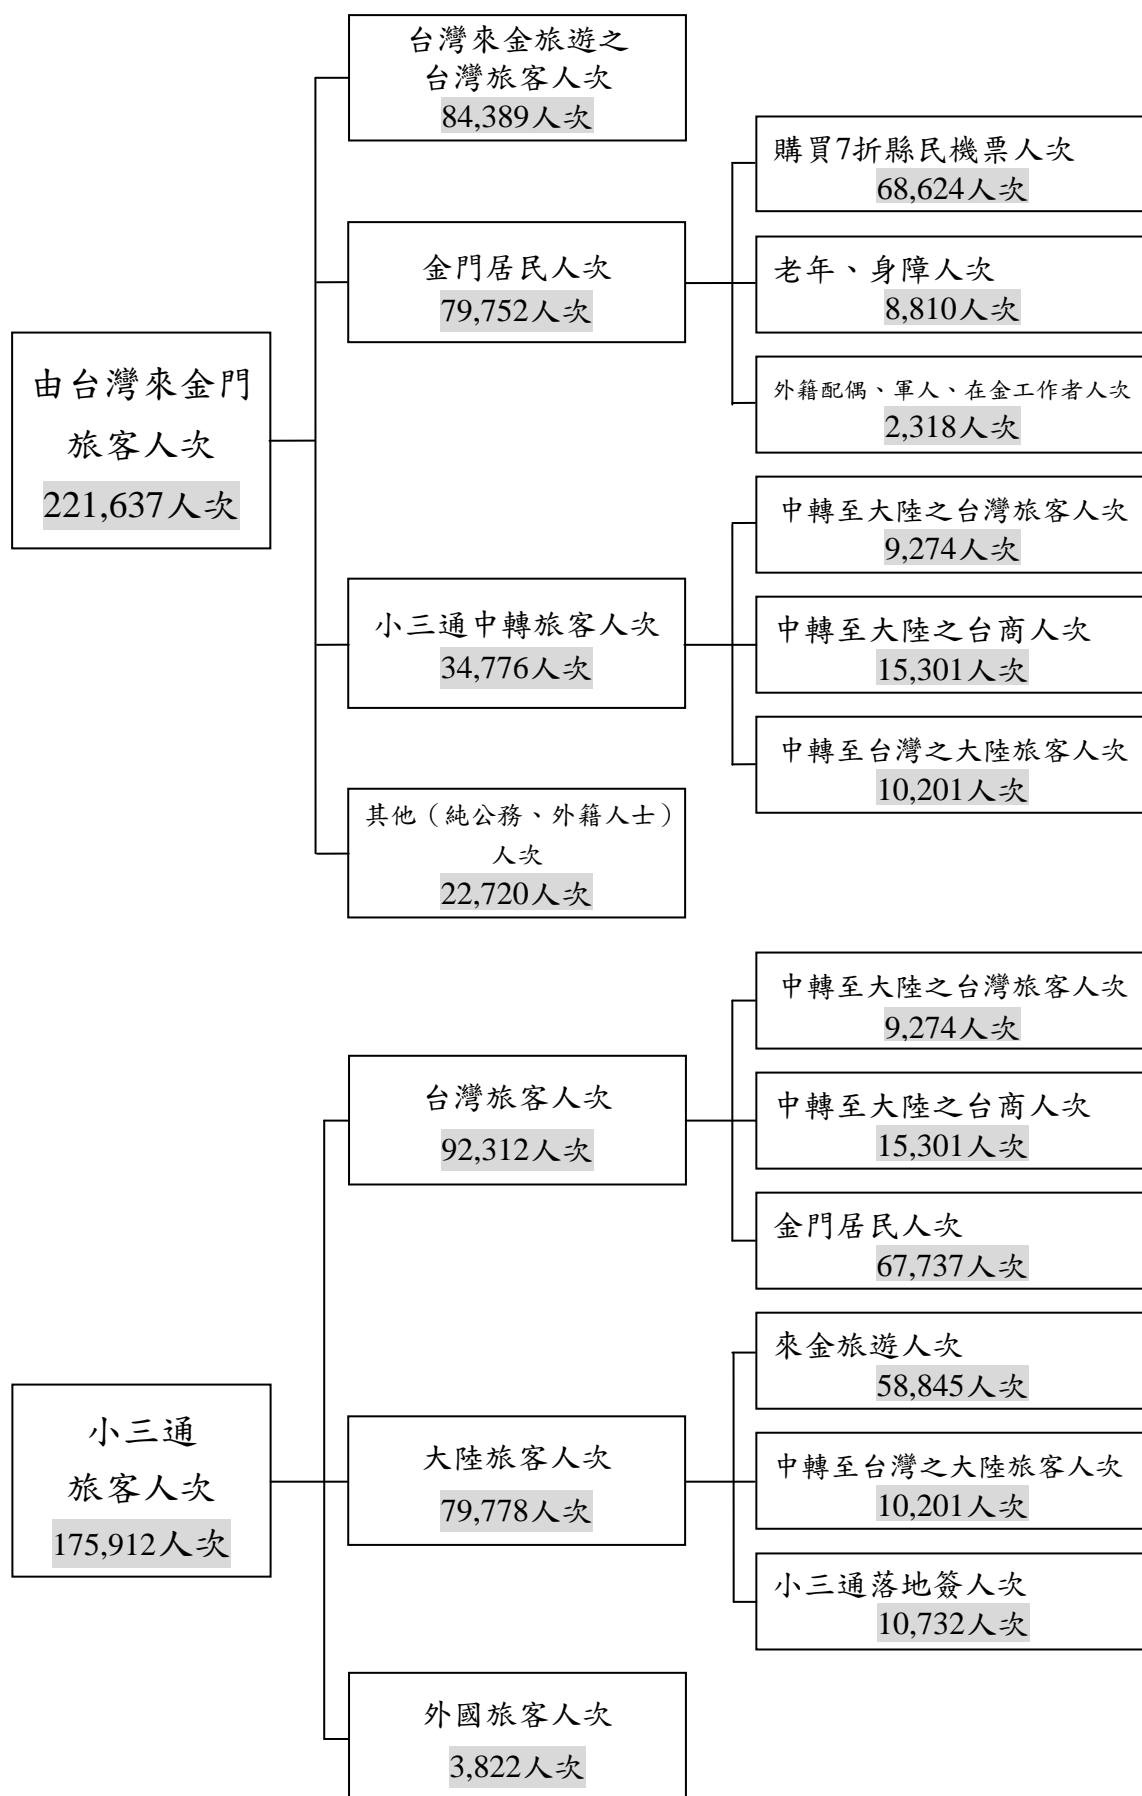 由台灣來金門
旅客人次
221,637人次
台灣來金旅遊之
台灣旅客人次
84,389人次
金門居民人次
79,752人次
購買7折縣民機票人次
68,624人次
老年、身障人次
8,810人次
外籍配偶、軍人、在金工作者人次
2,318人次
小三通中轉旅客人次
34,776人次
中轉至大陸之台灣旅客人次
9,274人次
中轉至大陸之台商人次
15,301人次
中轉至台灣之大陸旅客人次
10,201人次
其他（純公務、外籍人士）
人次
22,720人次
小三通
旅客人次
175,912人次
台灣旅客人次
92,312人次
中轉至大陸之台灣旅客人次
9,274人次
中轉至大陸之台商人次
15,301人次
金門居民人次
67,737人次
大陸旅客人次
79,778人次
來金旅遊人次
58,845人次
中轉至台灣之大陸旅客人次
10,201人次
小三通落地簽人次
10,732人次
外國旅客人次
3,822人次